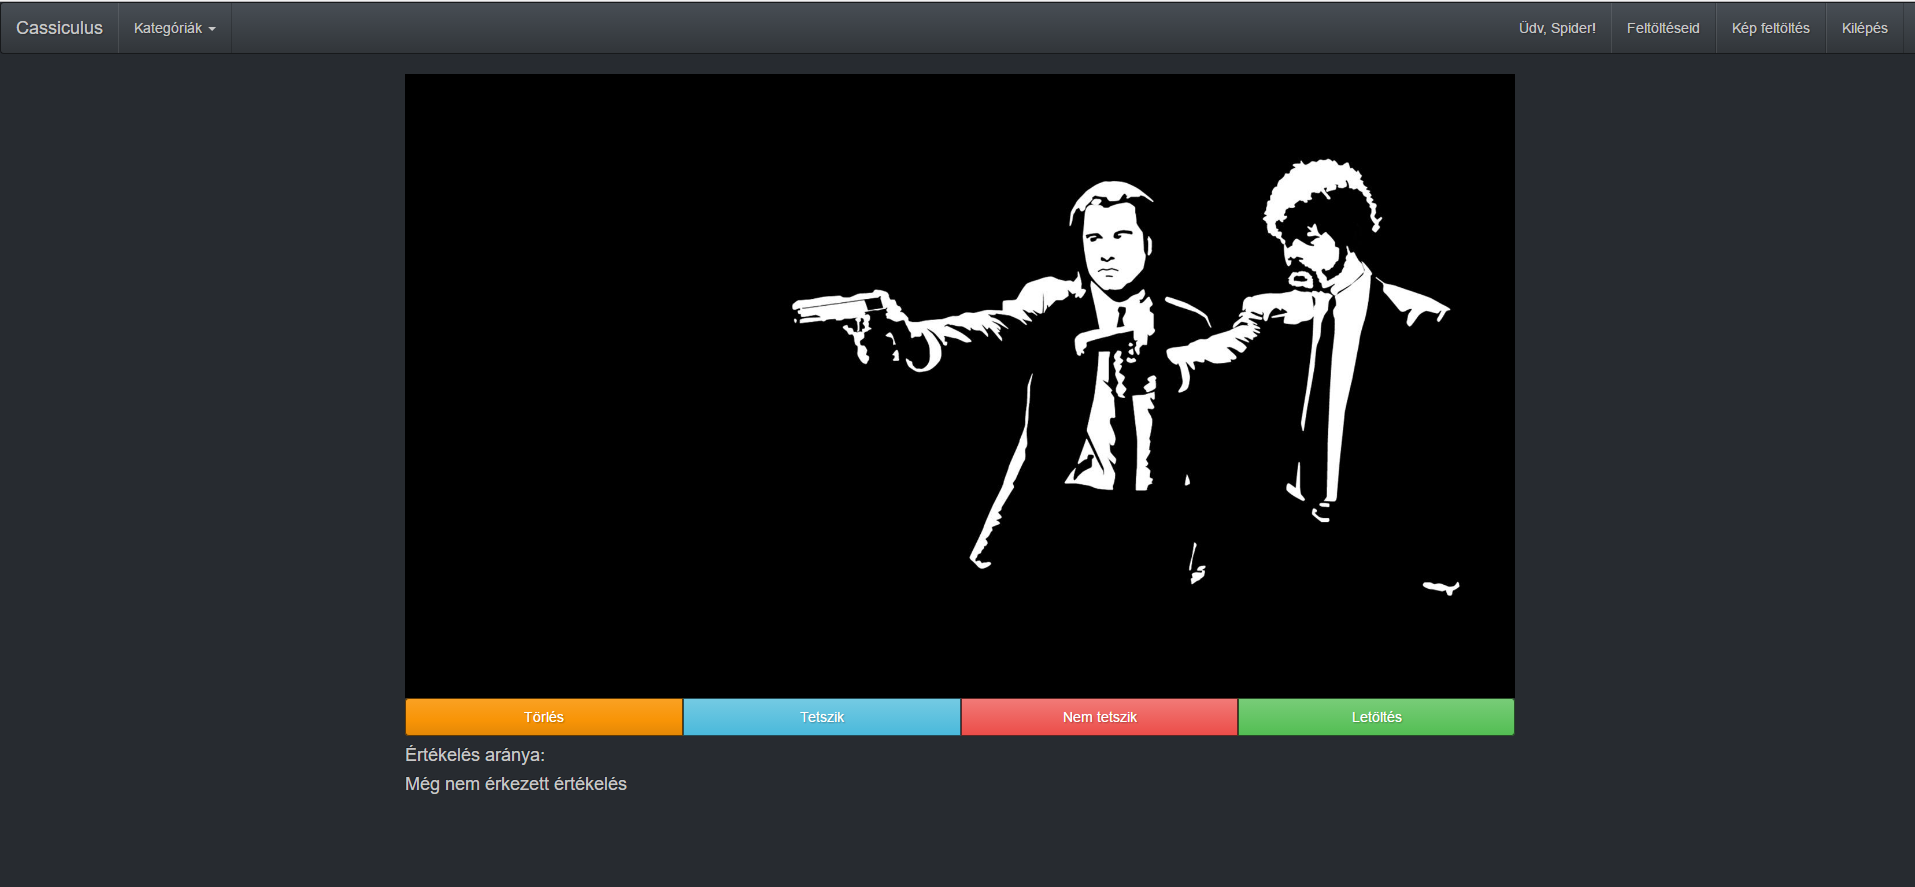 Cassiculus Kategóriák Üdv, Spider! Feltöltéseid Kép feltöltés Kilépés
Törlés Tetszik Nem tetszik Letöltés
Értékelés aránya:
Még nem érkezett értékelés